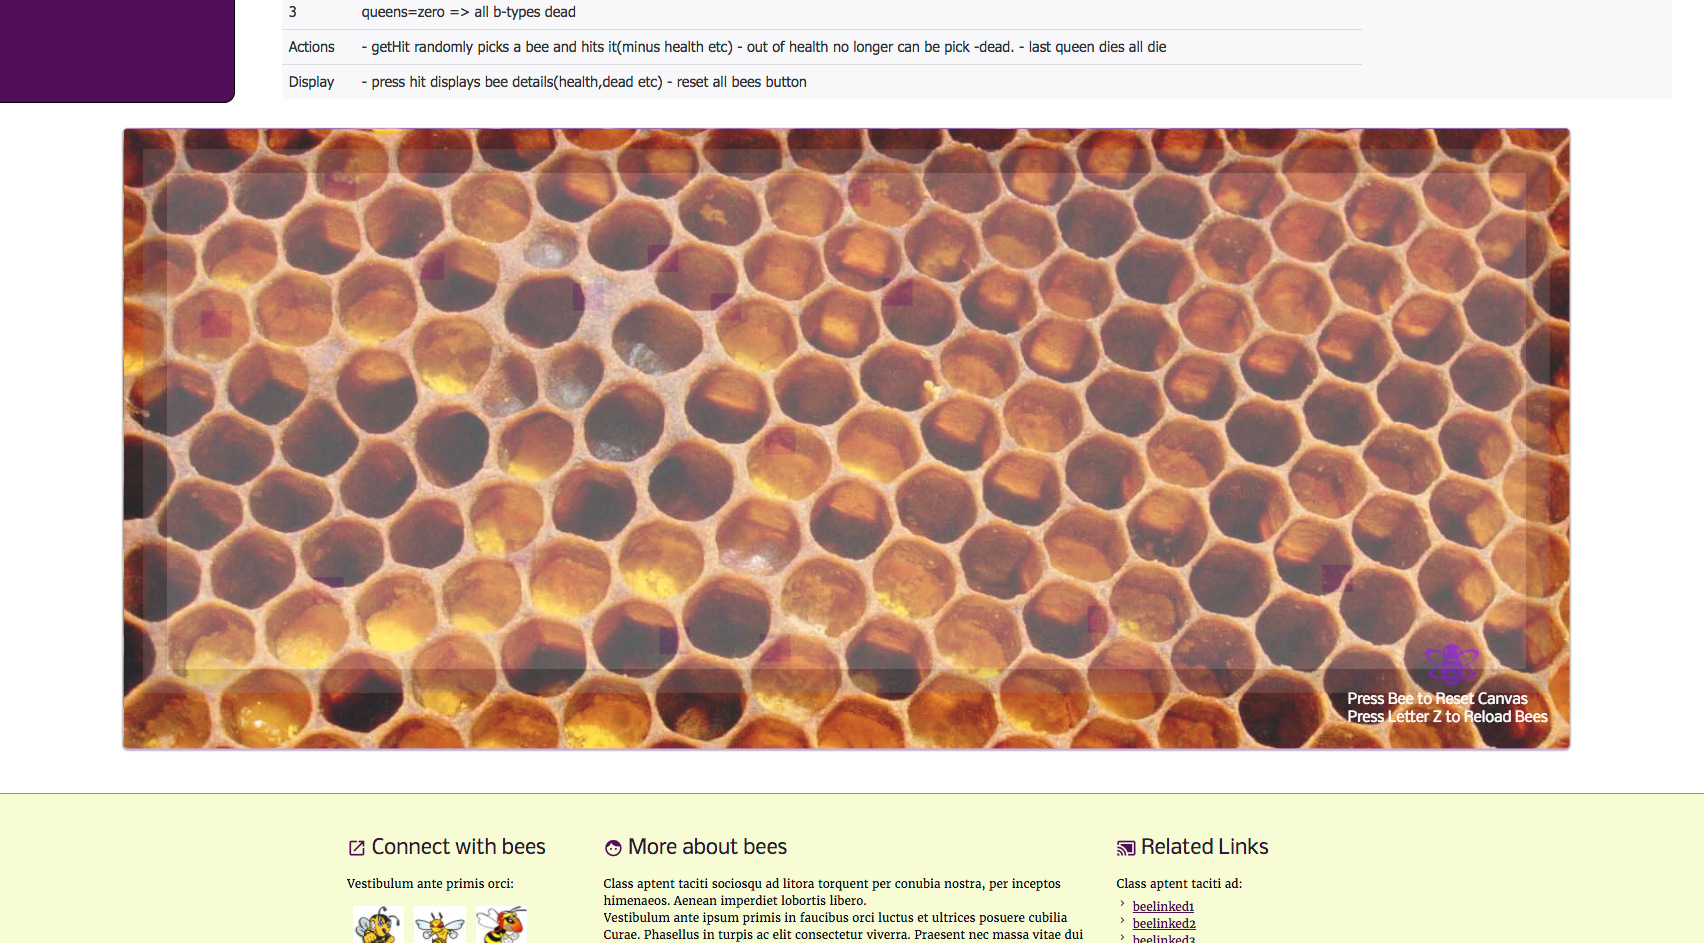 3 queens=zero => all b-types dead
Actions - getHit randomly picks a bee and hits it(minus health etc) - out of health no longer can be pick -dead. - last queen dies all die
Display - press hit displays bee details(health,dead etc) - reset all bees button
Press Bee to Reset Canvas
Press Letter Z to Reload Bees
Connect with bees
Vestibulum ante primis orci:
More about bees
Class aptent taciti sociosqu ad litora torquent per conubia nostra, per inceptos
himenaeos. Aenean imperdiet lobortis libero.
Vestibulum ante ipsum primis in faucibus orci luctus et ultrices posuere cubilia
Curae. Phasellus in turpis ac elit consectetur viverra. Praesent nec massa vitae dui
Related Links
Class aptent taciti ad:
beelinked1
beelinked2
beelinked3